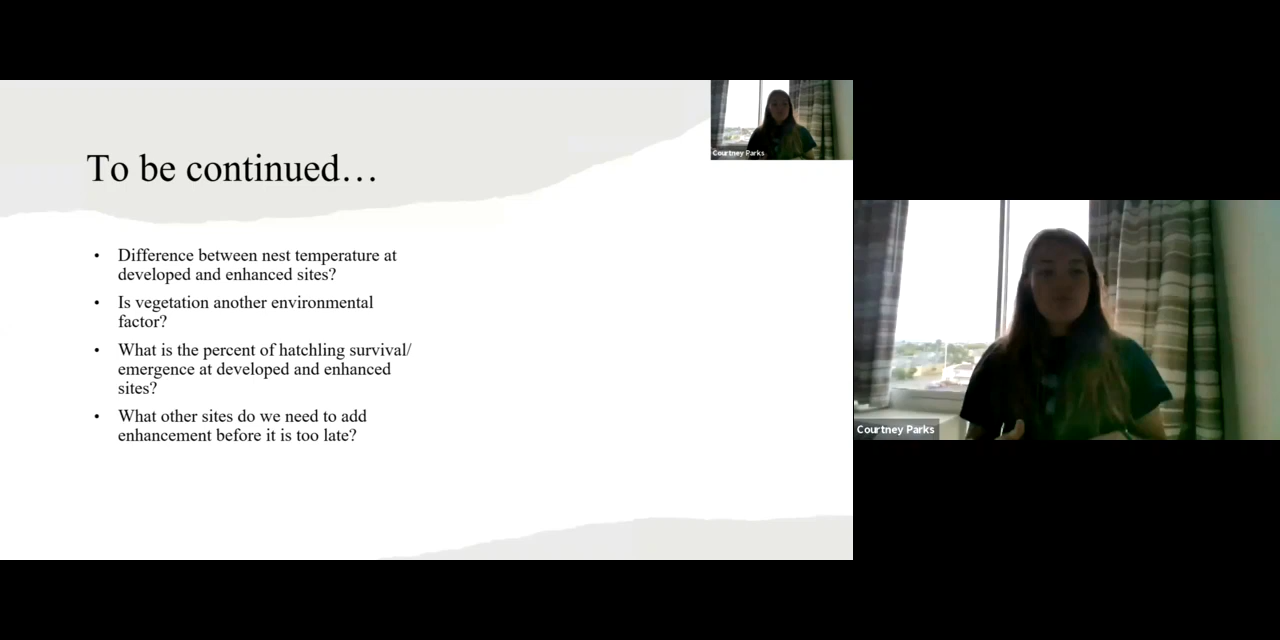 To be continued…
• Difference between nest temperature at
developed and enhanced sites?
• Is vegetation another environmental
factor?
• What is the percent of hatchling survival/
emergence at developed and enhanced
sites?
• What other sites do we need to add
enhancement before it is too late?
Courtney Parks
Courtney Parks